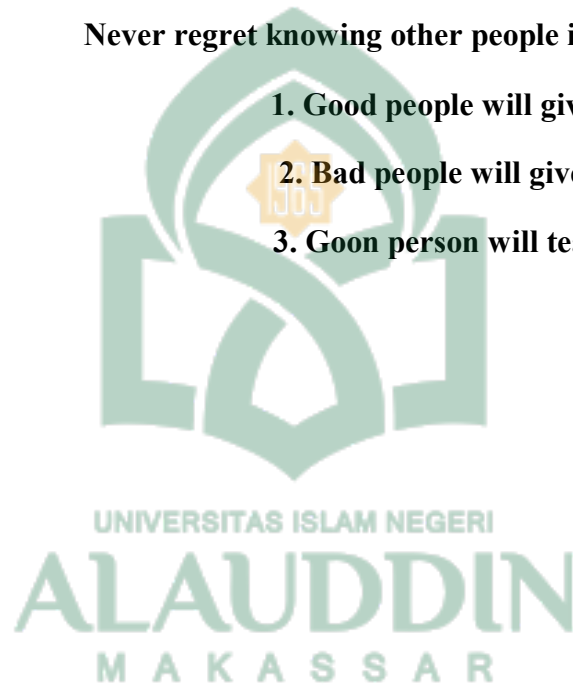 Never regret knowing other people i
1. Good people will giv
2. Bad people will give
1965
3. Goon person will te
UNIVERSITAS ISLAM NEGERI
ALAUDDIN
MAKASSAR